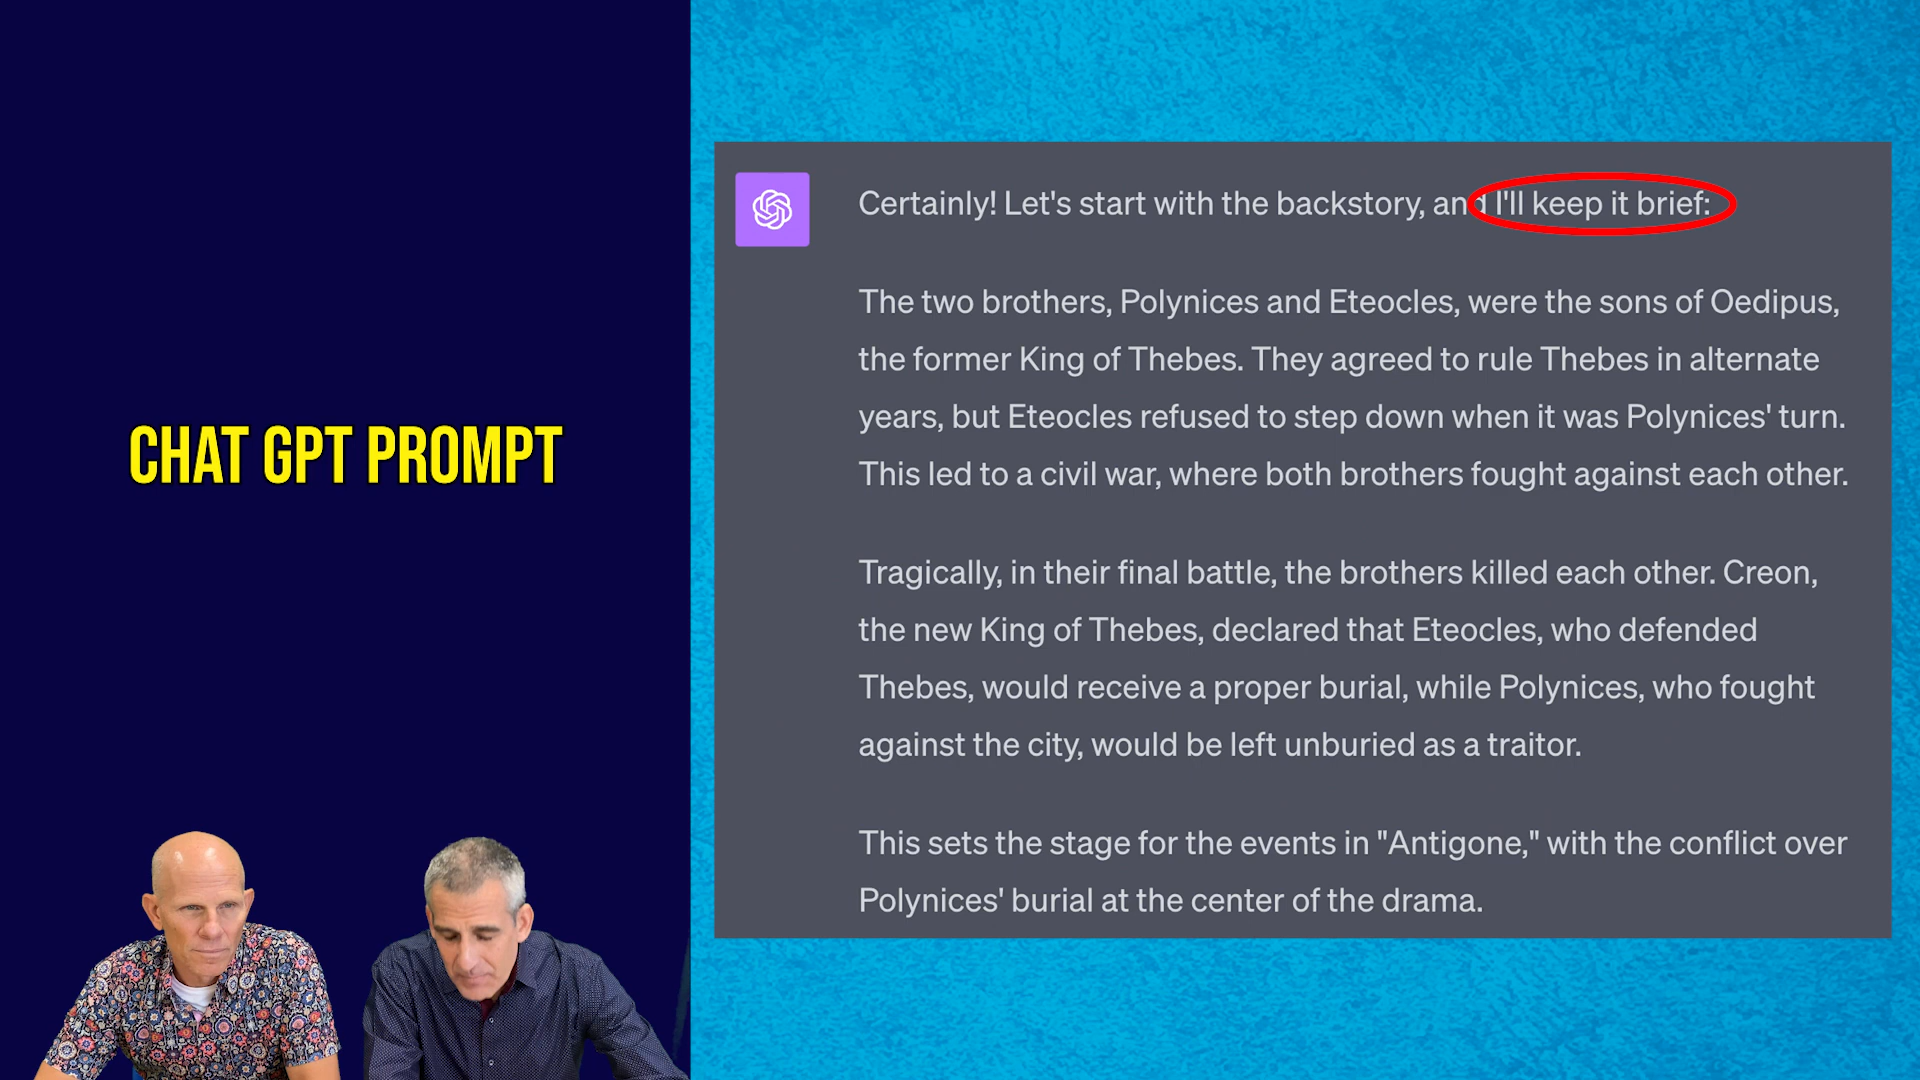 CHAT GPT PROMPT
Certainly! Let's start with the backstory, and I'll keep it brief:
The two brothers, Polynices and Eteocles, were the sons of Oedipus,
the former King of Thebes. They agreed to rule Thebes in alternate
years, but Eteocles refused to step down when it was Polynices' turn.
This led to a civil war, where both brothers fought against each other.
Tragically, in their final battle, the brothers killed each other. Creon,
the new King of Thebes, declared that Eteocles, who defended
Thebes, would receive a proper burial, while Polynices, who fought
against the city, would be left unburied as a traitor.
This sets the stage for the events in "Antigone," with the conflict over
Polynices' burial at the center of the drama.